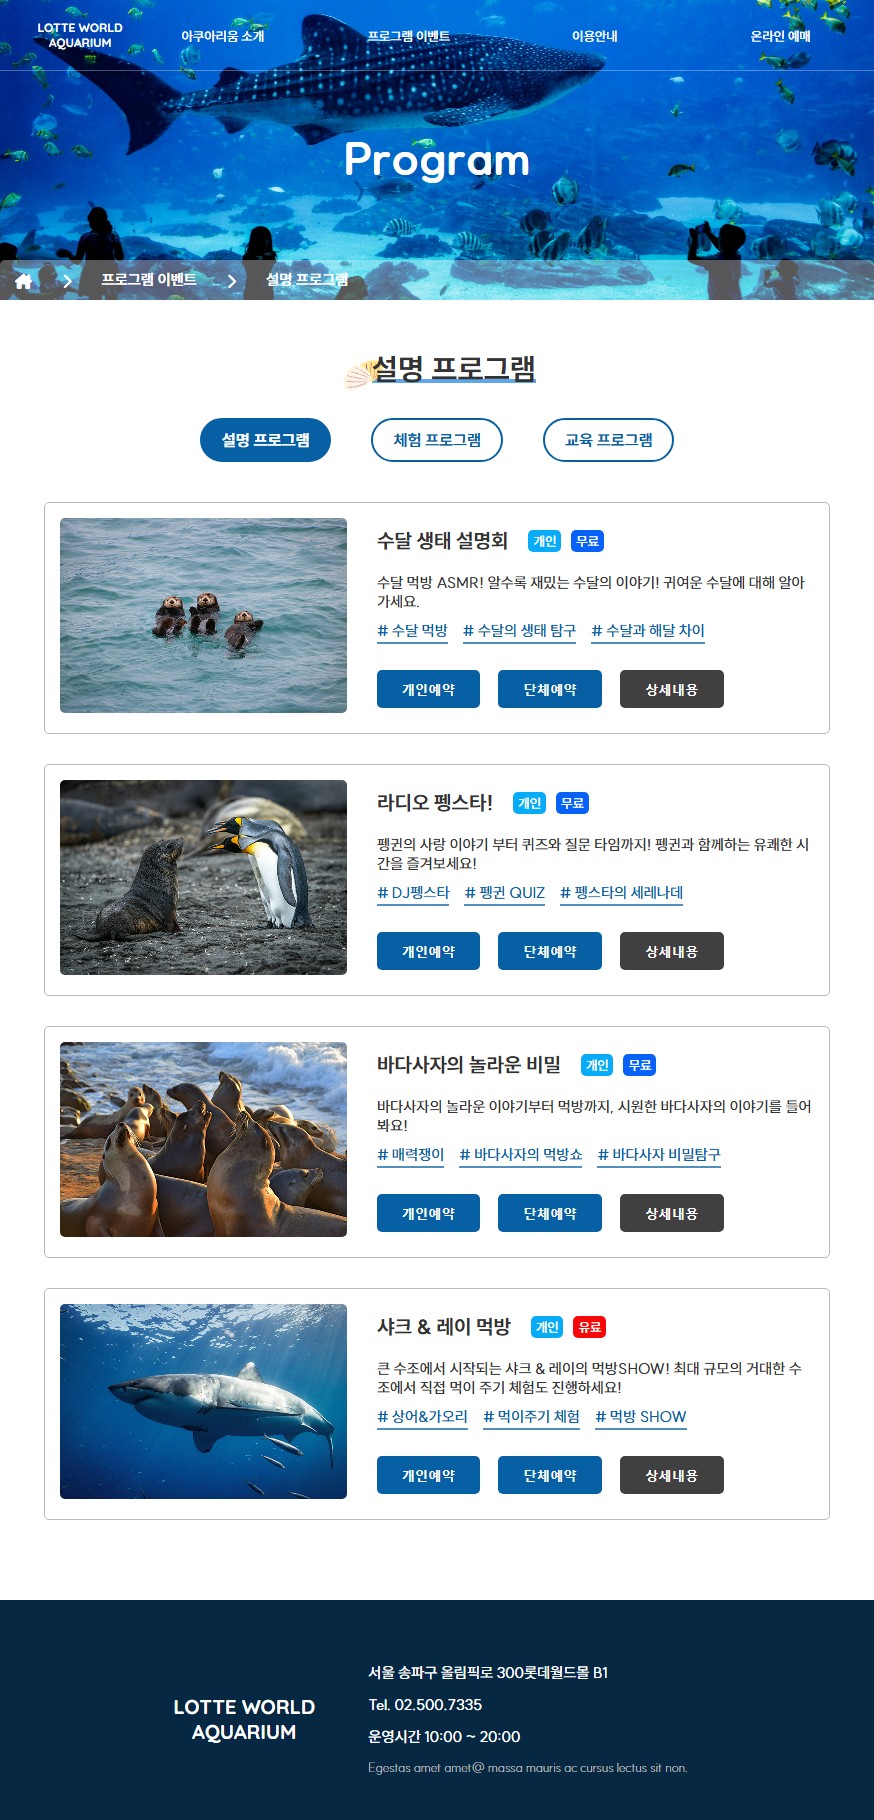 LOTTE WORLD
AQUARIUM
아쿠아리움 소개
프로그램 이벤트
이용안내
온라인 예매
Program
프로그램 이벤트
설명 프로그램
설명 프로그램
설명 프로그램
체험 프로그램
교육 프로그램
수달 생태 설명회 개인 무료
수달 먹방 ASMR! 알수록 재밌는 수달의 이야기! 귀여운 수달에 대해 알아
가세요.
# 수달 먹방 # 수달의 생태 탐구 # 수달과 해달 차이
개인예약 단체예약 상세내용
라디오 펭스타! 개인 무료
펭귄의 사랑 이야기 부터 퀴즈와 질문 타임까지! 펭귄과 함께하는 유쾌한 시
간을 즐겨보세요!
# DJ펭스타 # 펭귄 QUIZ # 펭스타의 세레나데
개인예약 단체예약 상세내용
바다사자의 놀라운 비밀 개인 무료
바다사자의 놀라운 이야기부터 먹방까지, 시원한 바다사자의 이야기를 들어
봐요!
# 매력쟁이 # 바다사자의 먹방쇼 # 바다사자 비밀탐구
개인예약 단체예약 상세내용
샤크 & 레이 먹방 개인 유료
큰 수조에서 시작되는 샤크 & 레이의 먹방SHOW! 최대 규모의 거대한 수
조에서 직접 먹이 주기 체험도 진행하세요!
# 상어&가오리 # 먹이주기 체험 # 먹방 SHOW
개인예약 단체예약 상세내용
LOTTE WORLD
AQUARIUM
서울 송파구 올림픽로 300롯데월드몰 B1
Tel. 02.500.7335
운영시간 10:00 ~ 20:00
Egestas amet amet@ massa mauris ac cursus lectus sit non.